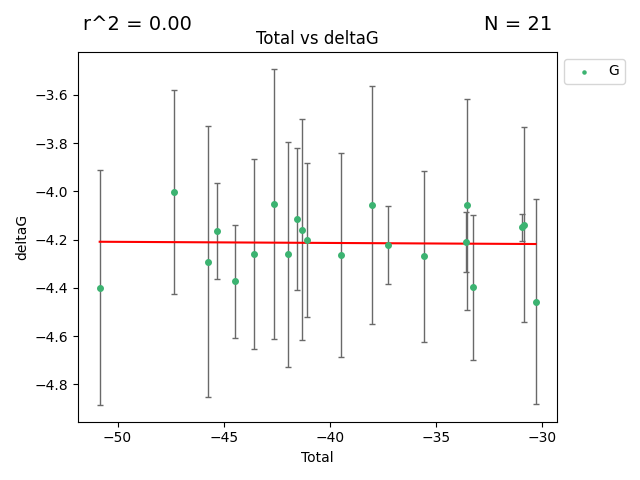 r^2 = 0.00
N = 21
Total vs deltaG
G
−3.6
−3.8
−4.0
−4.2
−4.4
−4.6
−4.8
deltaG
−50
−45
−40
−35
−30
Total